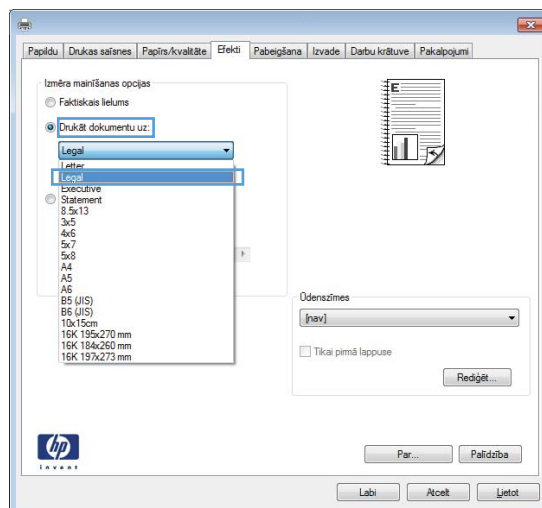 Papildu Drukas saīsnes Papīrs/kvalitāte Efekti Pabeigšana Izvade Darbu krātuve Pakalpojumi
Izmēra mainīšanas opcijas
Faktiskais lielums
Drukāt dokumentu uz:
Legal
Letter
Legal
Executive
Statement
8.5x13
3x5
4x6
5x7
5x8
A4
A5
A6
B5 (JIS)
B6 (JIS)
10x15cm
16K 195x270 mm
16K 184x260 mm
16K 197x273 mm
E
Ūdenszīmes
[nav]
Tikai pirmā lappuse
Rediģēt...
hp
invent
Par... Palīdzība
Labi Atcelt Lietot